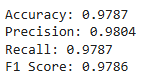 Accuracy: 0.9787
Precision: 0.9804
Recall: 0.9787
F1 Score: 0.9786